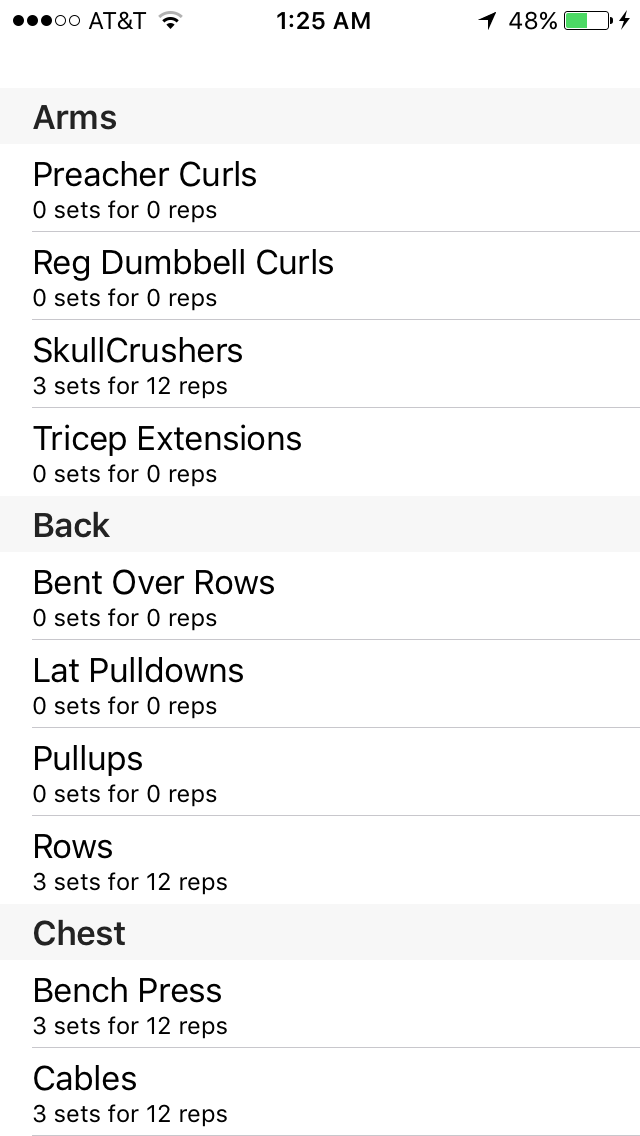 AT&T 1:25 AM 48%
Arms
Preacher Curls
0 sets for 0 reps
Reg Dumbbell Curls
0 sets for 0 reps
SkullCrushers
3 sets for 12 reps
Tricep Extensions
0 sets for 0 reps
Back
Bent Over Rows
0 sets for 0 reps
Lat Pulldowns
0 sets for 0 reps
Pullups
0 sets for 0 reps
Rows
3 sets for 12 reps
Chest
Bench Press
3 sets for 12 reps
Cables
3 sets for 12 reps